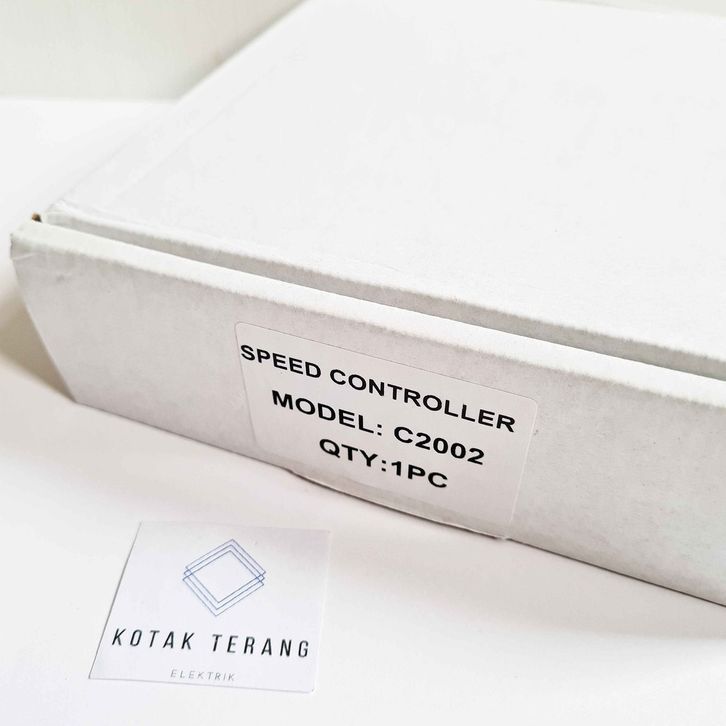 SPEED CONTROLLER
MODEL: C2002
QTY:1PC
KOTAK TERANG
ELEKTRIK